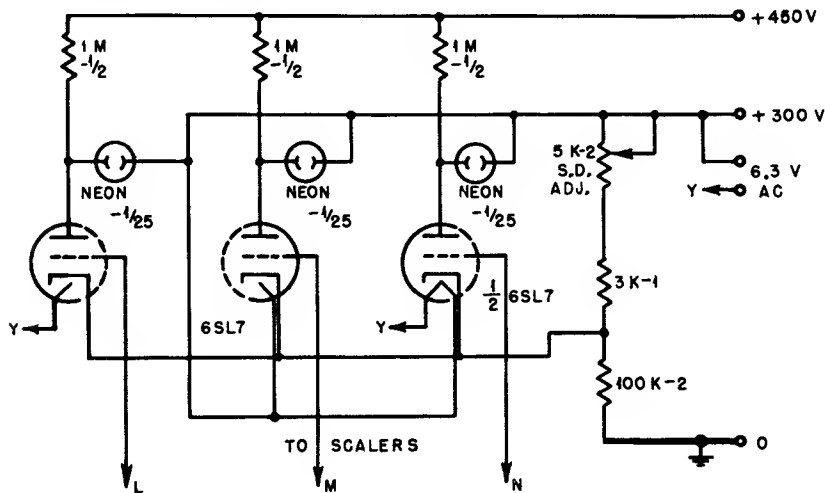 +450V
1 M
-1/2
1 M
-1/2
1 M
-1/2
+300 V
5 K-2
S.D.
ADJ.
6.3 V
Y
AC
NEON
-1/25
NEON
-1/25
NEON
-1/25
3 K-1
1/2 6SL7
Y
6SL7
Y
100 K-2
TO SCALERS
0
L
M
N